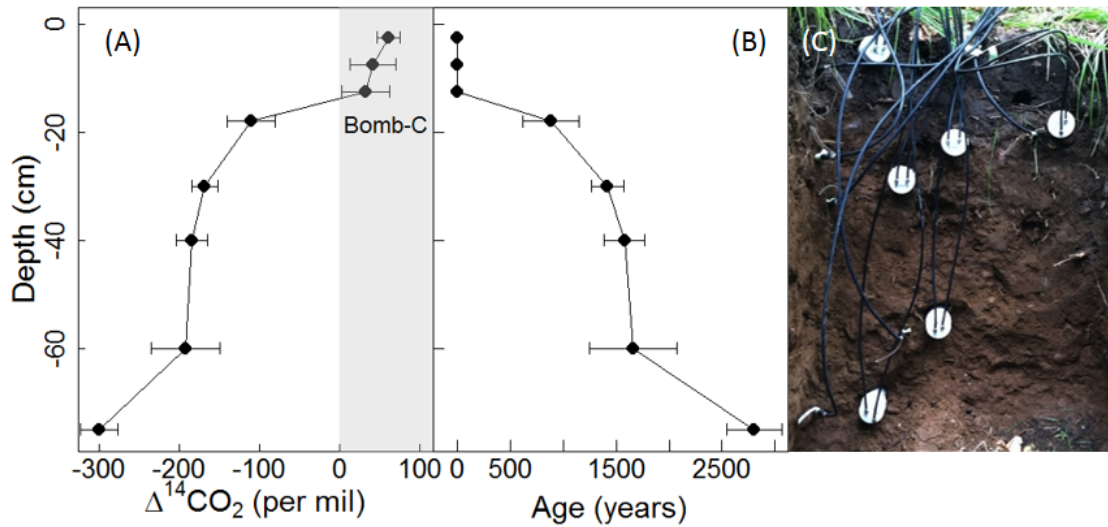 (A)
(B)
(C)
Bomb-C
0
-20
-40
-60
Depth (cm)
-300 -200 -100 0 100
Δ¹⁴CO₂ (per mil)
0 500 1500 2500
Age (years)